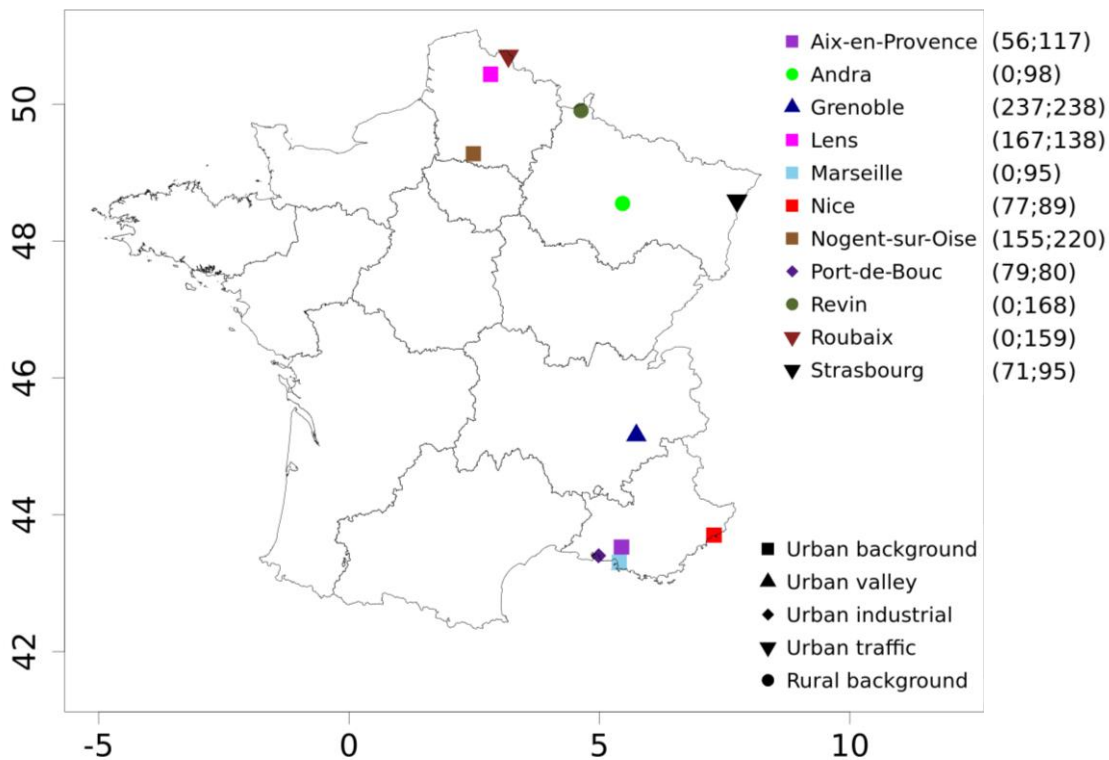 Aix-en-Provence (56;117)
Andra (0;98)
Grenoble (237;238)
Lens (167;138)
Marseille (0;95)
Nice (77;89)
Nogent-sur-Oise (155;220)
Port-de-Bouc (79;80)
Revin (0;168)
Roubaix (0;159)
Strasbourg (71;95)
50
48
46
44
42
Urban background
Urban valley
Urban industrial
Urban traffic
Rural background
-5 0 5 10